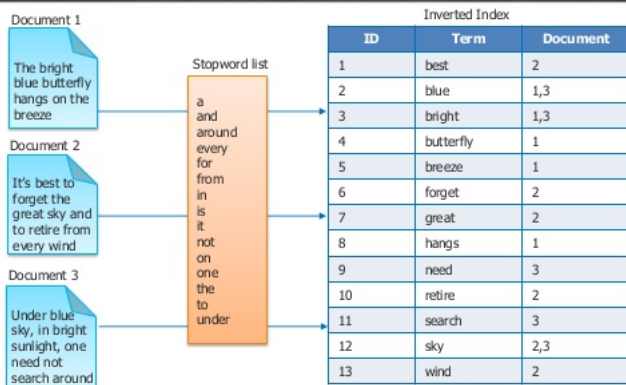 Document 1
The bright
blue butterfly
hangs on the
breeze
Document 2
It's best to
forget the
great sky and
to retire from
every wind
Document 3
Under blue
sky, in bright
sunlight, one
need not
search around
Stopword list
a
and
around
every
for
from
in
is
it
not
on
one
the
to
under
Inverted Index
ID Term Document
1 best 2
2 blue 1,3
3 bright 1,3
4 butterfly 1
5 breeze 1
6 forget 2
7 great 2
8 hangs 1
9 need 3
10 retire 2
11 search 3
12 sky 2,3
13 wind 2